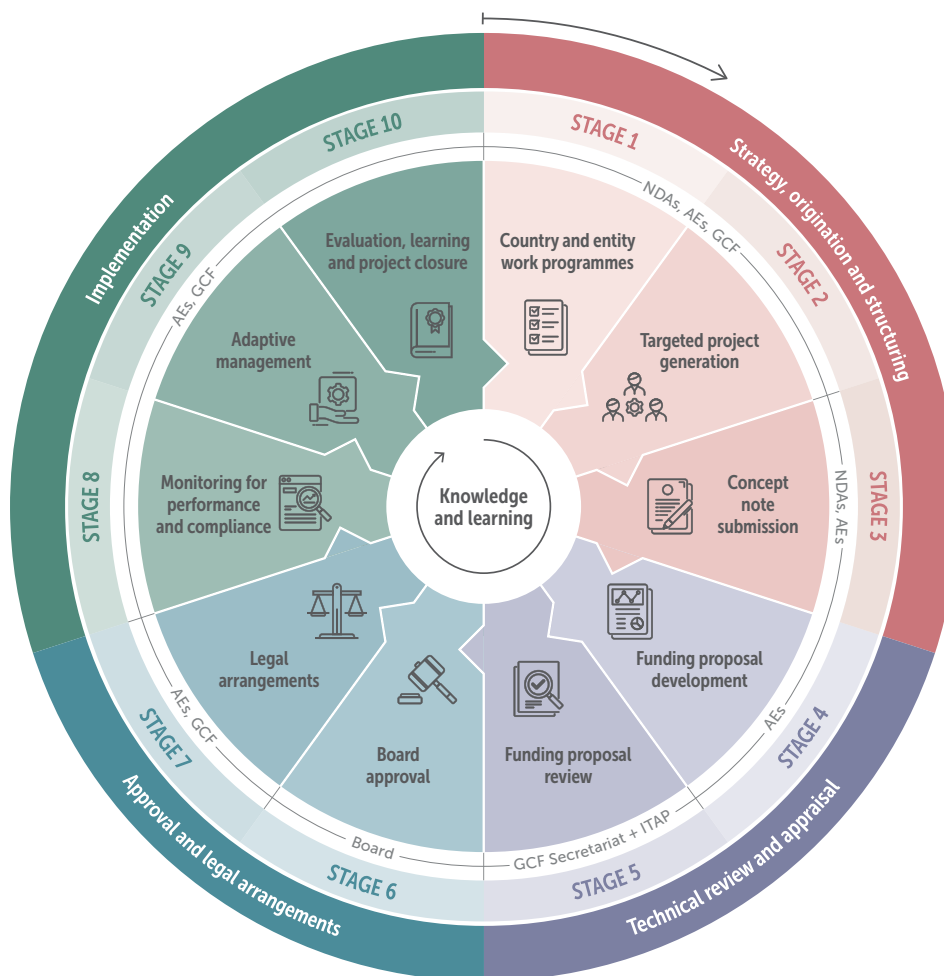 Strategy, origination and structuring
STAGE 1
NDAs, AEs, GCF
Country and entity
work programmes
STAGE 2
Targeted project
generation
STAGE 3
NDAs, AEs
Concept
note
submission
Technical review and appraisal
STAGE 4
AEs
Funding proposal
development
STAGE 5
GCF Secretariat + ITAP
Funding proposal
review
Approval and legal arrangements
STAGE 6
Board
Board
approval
STAGE 7
AEs, GCF
Legal
arrangements
Implementation
STAGE 8
Monitoring for
performance
and compliance
STAGE 9
AEs, GCF
Adaptive
management
STAGE 10
Evaluation, learning
and project closure
Knowledge
and learning